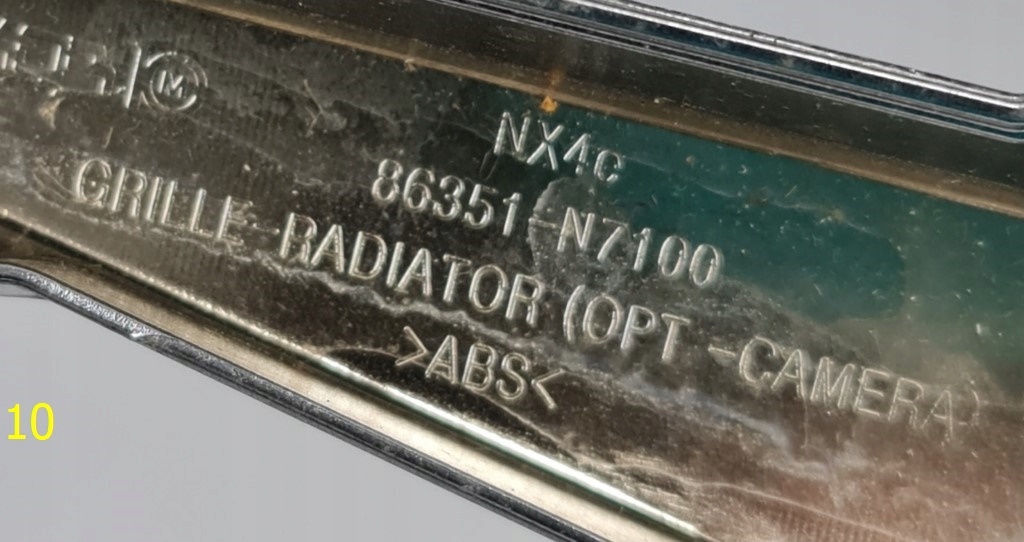 M
NX4c
86351-N7100
GRILLE RADIATOR (OPT -CAMERA)
>ABS<
10